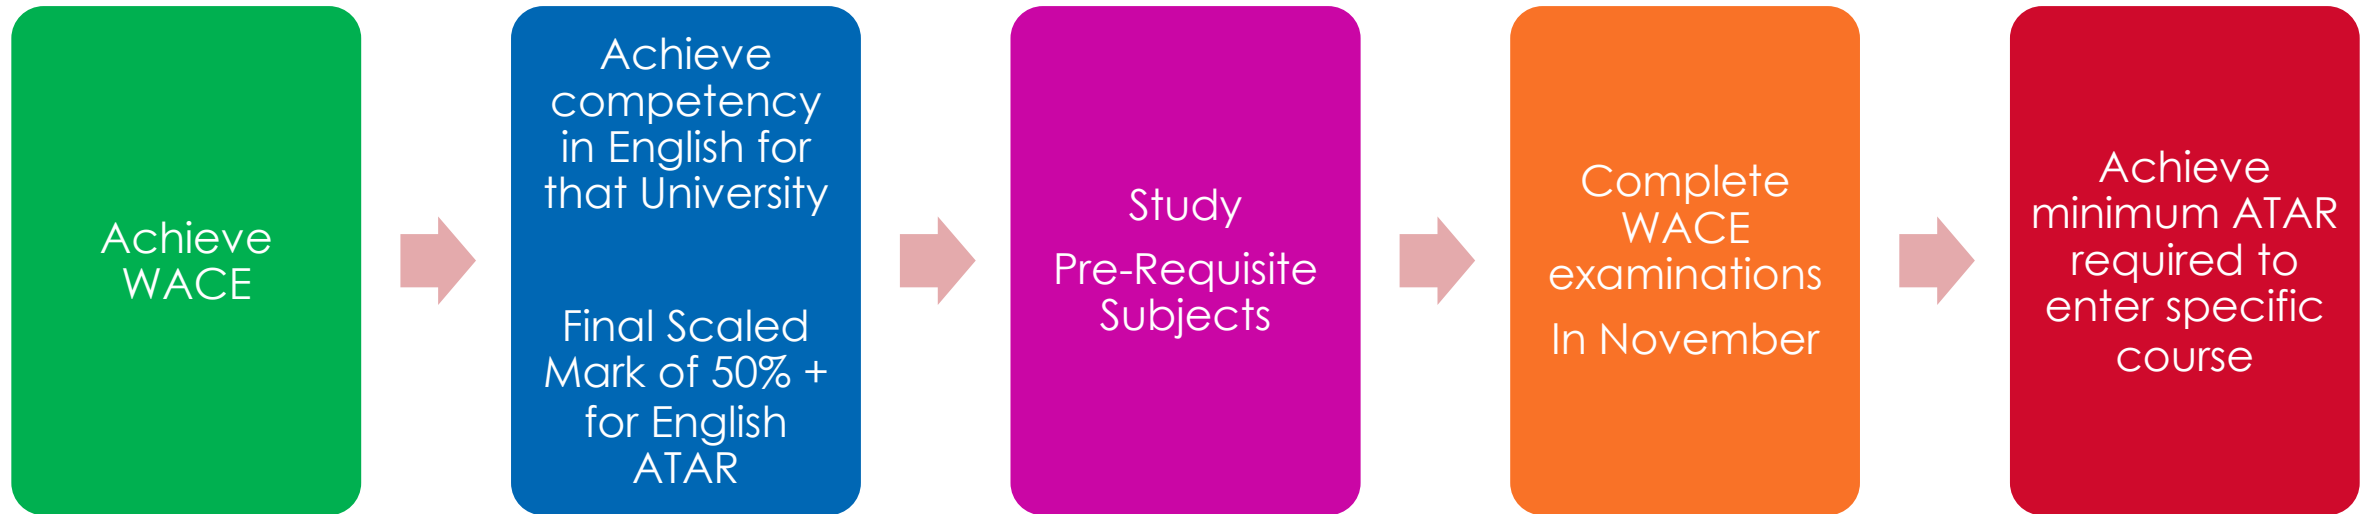 Achieve
WACE
Achieve
competency
in English for
that University
Final Scaled
Mark of 50% +
for English
ATAR
Study
Pre-Requisite
Subjects
Complete
WACE
examinations
In November
Achieve
minimum ATAR
required to
enter specific
course